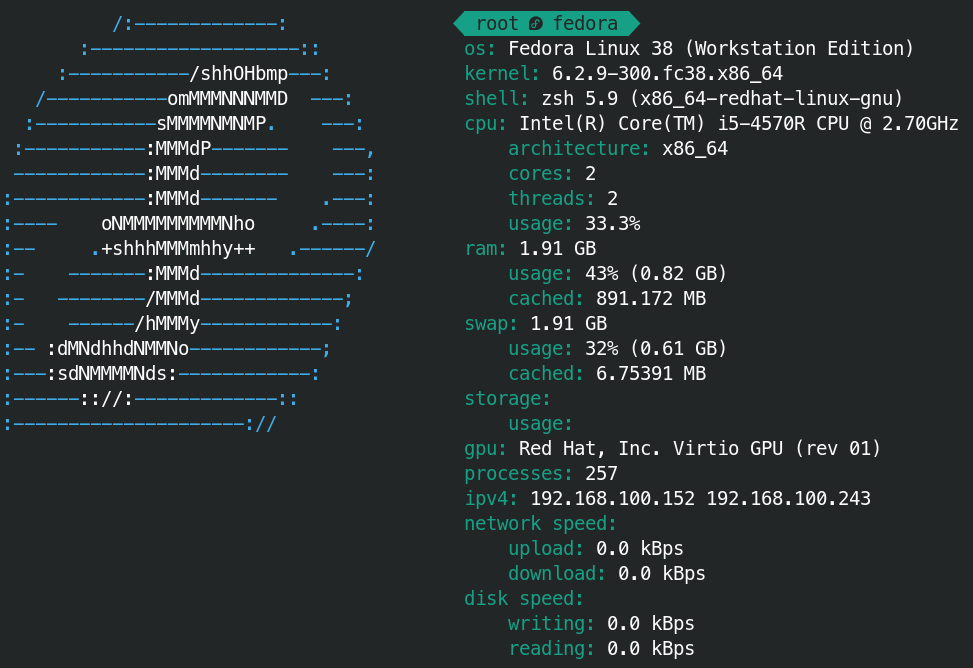 /:-------------:
:-------------------::
:-----------/shhOHbmp---:
/-----------omMMMNNNMMD  ---:
:-----------sMMMMNMNMP.    ---:
:-----------:MMMdP-------    ---,
------------:MMMd--------    ---:
:------------:MMMd-------    .---:
:----    oNMMMMMMMMMNho     .----:
:--     .+shhhMMMmhhy++   .------/
:-    -------:MMMd--------------:
:-   --------/MMMd-------------;
:-    ------/hMMMy------------:
:-- :dMNdhhdNMMNo------------;
:---:sdNMMMMNds:------------:
:------:://:-------------::
:---------------------://
root fedora
os: Fedora Linux 38 (Workstation Edition)
kernel: 6.2.9-300.fc38.x86_64
shell: zsh 5.9 (x86_64-redhat-linux-gnu)
cpu: Intel(R) Core(TM) i5-4570R CPU @ 2.70GHz
architecture: x86_64
cores: 2
threads: 2
usage: 33.3%
ram: 1.91 GB
usage: 43% (0.82 GB)
cached: 891.172 MB
swap: 1.91 GB
usage: 32% (0.61 GB)
cached: 6.75391 MB
storage:
usage:
gpu: Red Hat, Inc. Virtio GPU (rev 01)
processes: 257
ipv4: 192.168.100.152 192.168.100.243
network speed:
upload: 0.0 kBps
download: 0.0 kBps
disk speed:
writing: 0.0 kBps
reading: 0.0 kBps